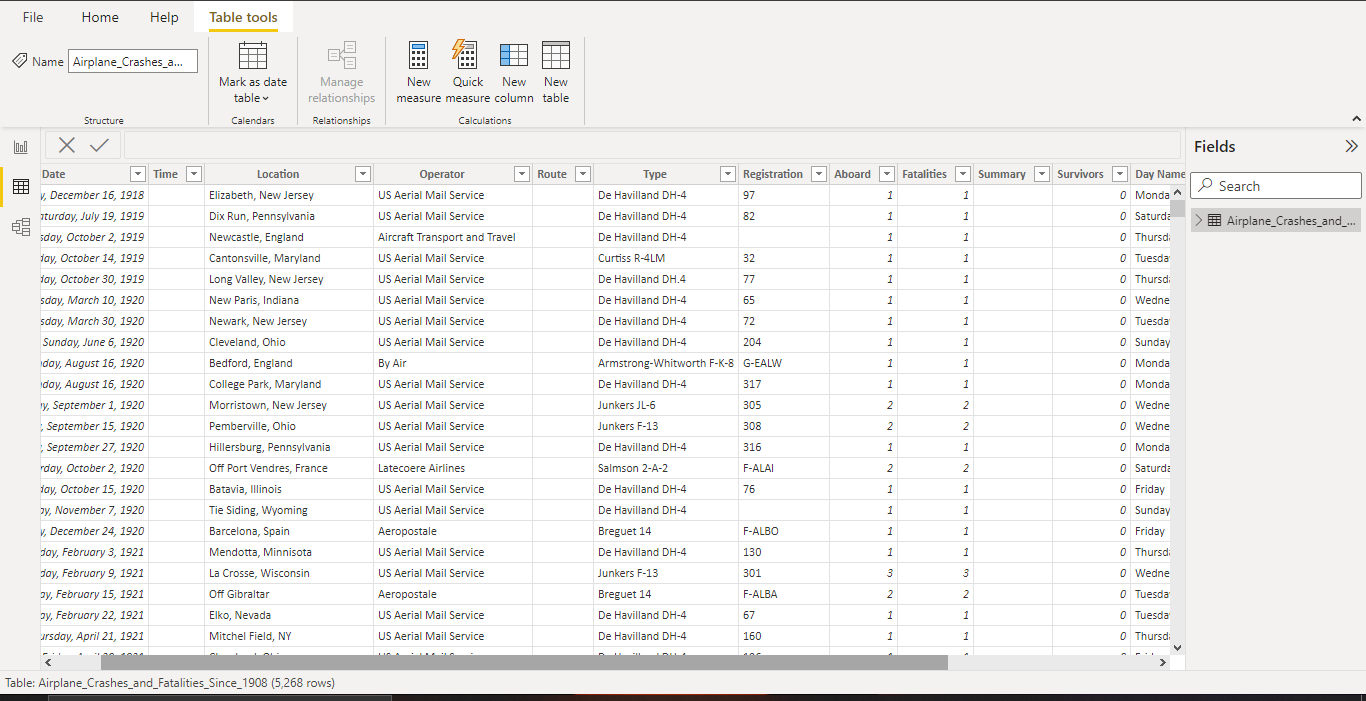 File Home Help Table tools
Name Airplane_Crashes_a...
Mark as date table
Manage relationships
New measure
Quick measure
New column
New table
Structure Calendars Relationships Calculations
Fields
Search
Airplane_Crashes_and_...
Date Time Location Operator Route Type Registration Aboard Fatalities Summary Survivors Day Name
y, December 16, 1918 Elizabeth, New Jersey US Aerial Mail Service De Havilland DH-4 97 1 1 0 Monda
aturday, July 19, 1919 Dix Run, Pennsylvania US Aerial Mail Service De Havilland DH-4 82 1 1 0 Saturda
sday, October 2, 1919 Newcastle, England Aircraft Transport and Travel De Havilland DH-4 1 1 0 Thursda
day, October 14, 1919 Cantonsville, Maryland US Aerial Mail Service Curtiss R-4LM 32 1 1 0 Tuesda
day, October 30, 1919 Long Valley, New Jersey US Aerial Mail Service De Havilland DH.4 77 1 1 0 Thursda
sday, March 10, 1920 New Paris, Indiana US Aerial Mail Service De Havilland DH-4 65 1 1 0 Wedne
sday, March 30, 1920 Newark, New Jersey US Aerial Mail Service De Havilland DH-4 72 1 1 0 Tuesda
Sunday, June 6, 1920 Cleveland, Ohio US Aerial Mail Service De Havilland DH-4 204 1 1 0 Sunday
day, August 16, 1920 Bedford, England By Air Armstrong-Whitworth F-K-8 G-EALW 1 1 0 Monda
day, August 16, 1920 College Park, Maryland US Aerial Mail Service De Havilland DH-4 317 1 1 0 Monda
y, September 1, 1920 Morristown, New Jersey US Aerial Mail Service Junkers JL-6 305 2 2 0 Wedne
, September 15, 1920 Pemberville, Ohio US Aerial Mail Service Junkers F-13 308 2 2 0 Wedne
, September 27, 1920 Hillersburg, Pennsylvania US Aerial Mail Service De Havilland DH-4 316 1 1 0 Monda
rday, October 2, 1920 Off Port Vendres, France Latecoere Airlines Salmson 2-A-2 F-ALAI 2 2 0 Saturda
day, October 15, 1920 Batavia, Illinois US Aerial Mail Service De Havilland DH-4 76 1 1 0 Friday
ay, November 7, 1920 Tie Siding, Wyoming US Aerial Mail Service De Havilland DH-4 1 1 0 Sunday
y, December 24, 1920 Barcelona, Spain Aeropostale Breguet 14 F-ALBO 1 1 0 Friday
day, February 3, 1921 Mendotta, Minnisota US Aerial Mail Service De Havilland DH-4 130 1 1 0 Thursda
day, February 9, 1921 La Crosse, Wisconsin US Aerial Mail Service Junkers F-13 301 3 3 0 Wedne
ay, February 15, 1921 Off Gibraltar Aeropostale Breguet 14 F-ALBA 2 2 0 Tuesda
ay, February 22, 1921 Elko, Nevada US Aerial Mail Service De Havilland DH-4 67 1 1 0 Tuesda
ursday, April 21, 1921 Mitchel Field, NY US Aerial Mail Service De Havilland DH-4 160 1 1 0 Thursda
Table: Airplane_Crashes_and_Fatalities_Since_1908 (5,268 rows)